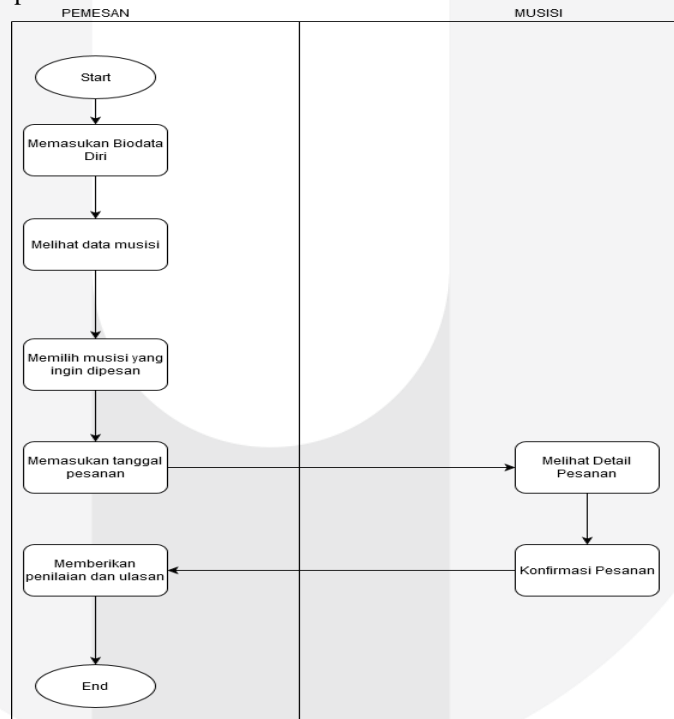 PEMESAN
MUSISI
Start
Memasukan Biodata
Diri
Melihat data musisi
Memilih musisi yang
ingin dipesan
Memasukan tanggal
pesanan
Melihat Detail
Pesanan
Memberikan
penilaian dan ulasan
Konfirmasi Pesanan
End